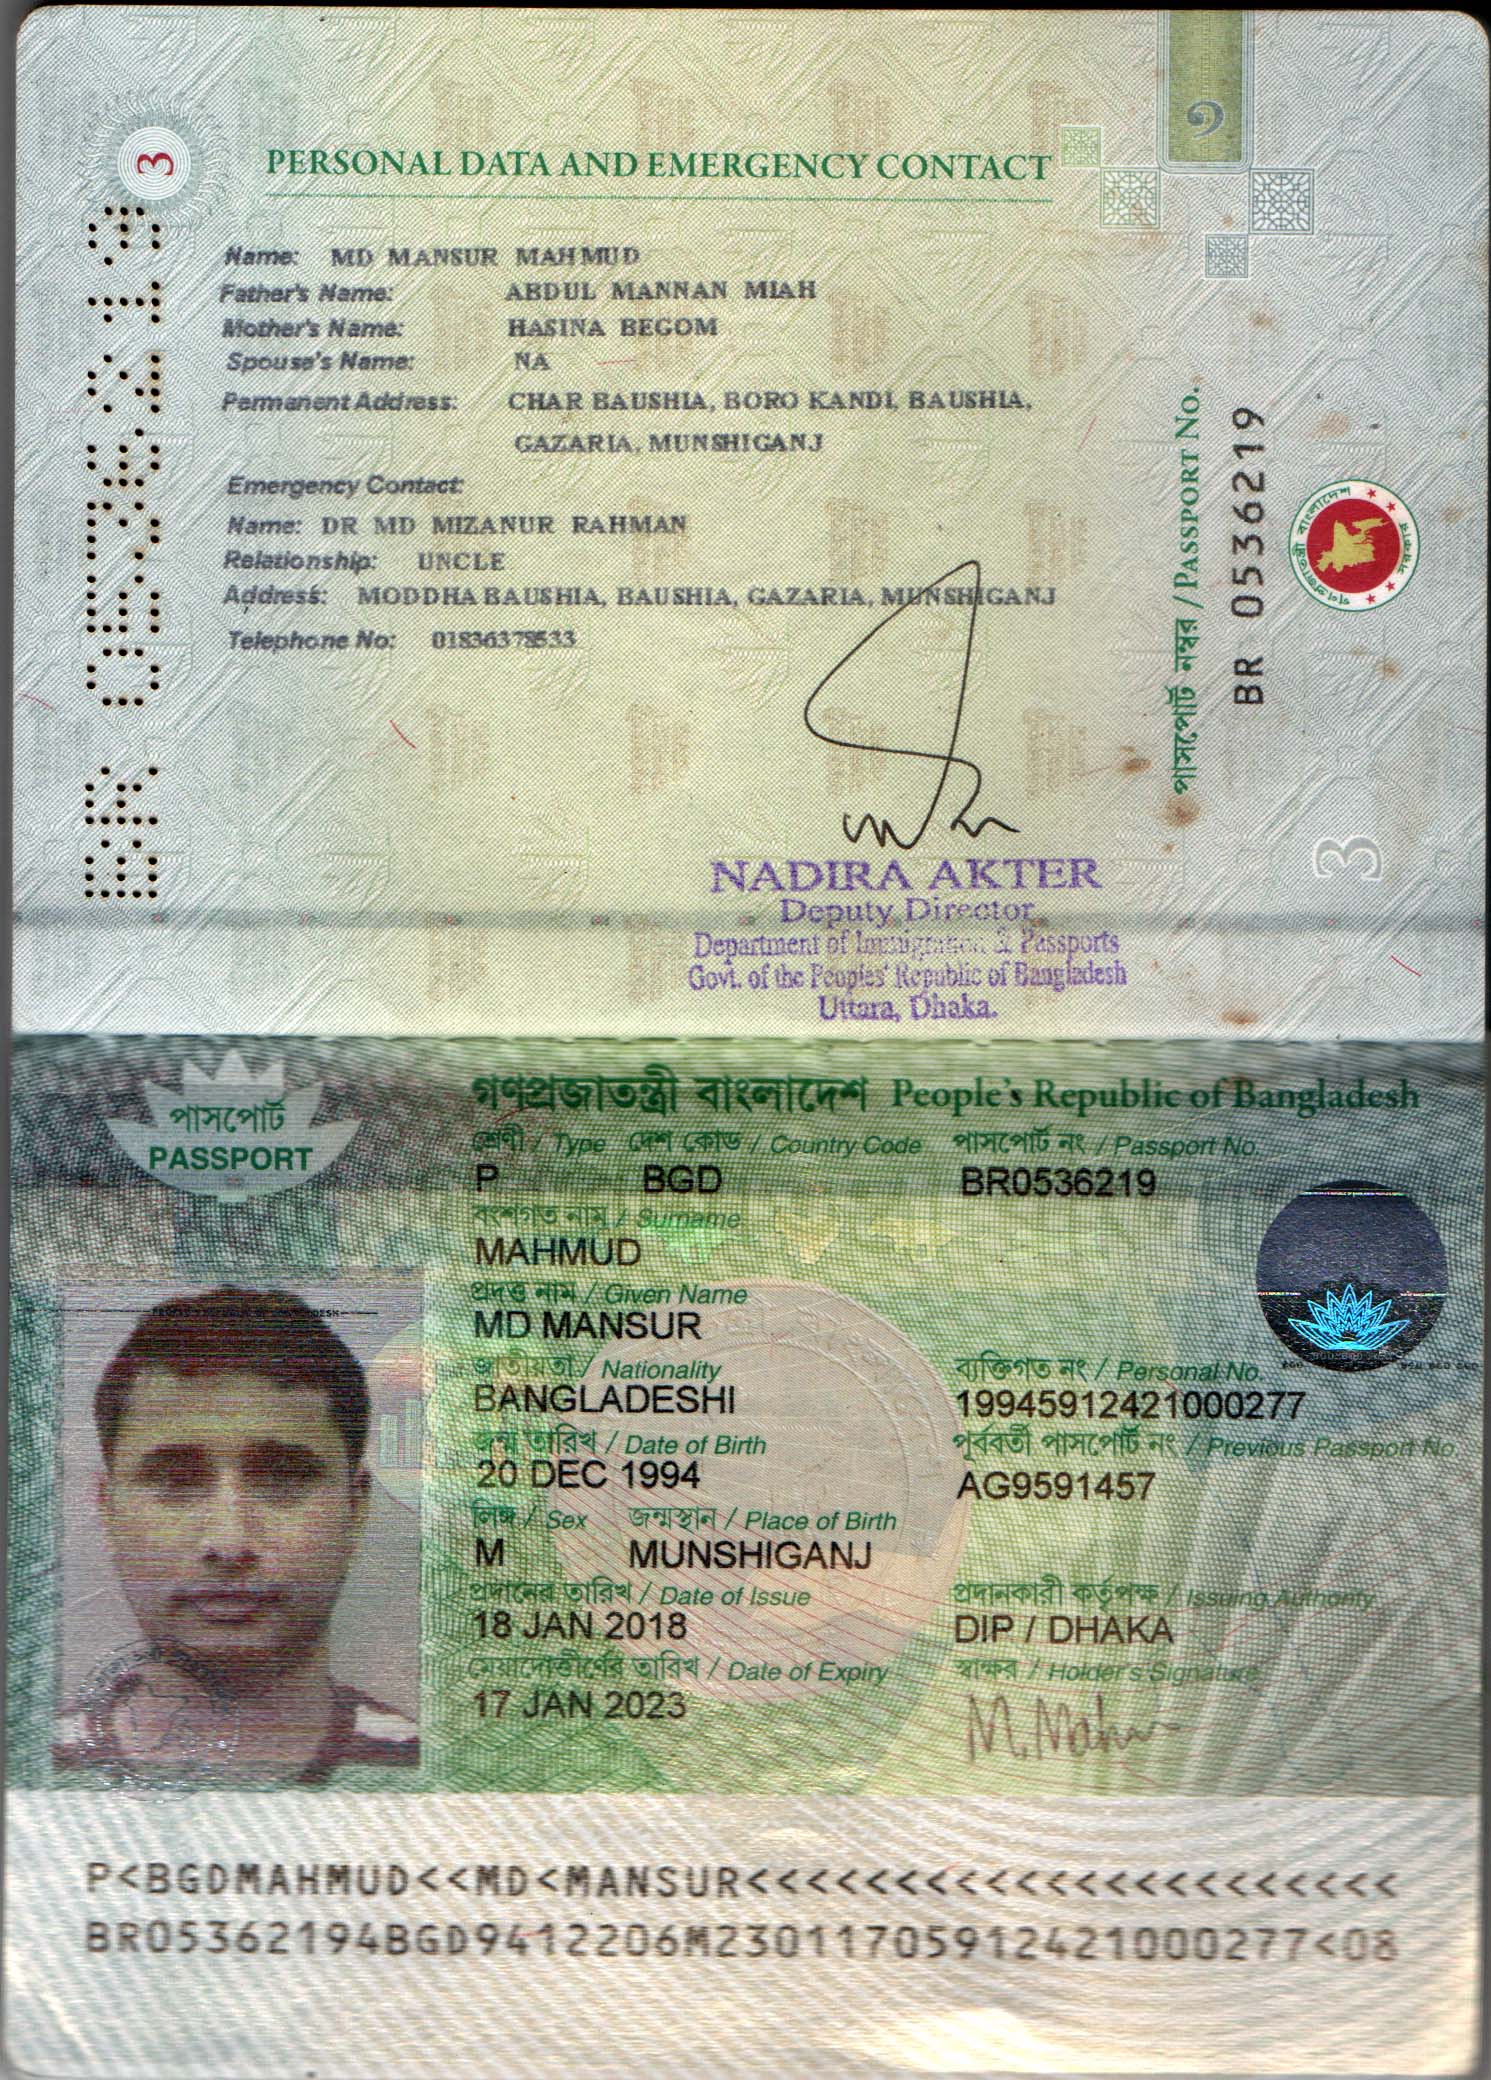 3
PERSONAL DATA AND EMERGENCY CONTACT
Name: MD MANSUR MAHMUD
Father's Name: ABDUL MANNAN MIAH
Mother's Name: HASINA BEGOM
Spouse's Name: NA
Permanent Address: CHAR BAUSHIA, BORO KANDI, BAUSHIA,
GAZARIA, MUNSHIGANJ
Emergency Contact:
Name: DR MD MIZANUR RAHMAN
Relationship: UNCLE
Address: MODDHA BAUSHIA, BAUSHIA, GAZARIA, MUNSHIGANJ
Telephone No: 01836378533
BR 0536219
পাসপোর্ট নম্বর / PASSPORT No.
BR 0536219
গণপ্রজাতন্ত্রী বাংলাদেশ সরকার
3
NADIRA AKTER
Deputy Director
Department of Immigration & Passports
Govt. of the Peoples' Republic of Bangladesh
Uttara, Dhaka.
পাসপোর্ট
PASSPORT
গণপ্রজাতন্ত্রী বাংলাদেশ People's Republic of Bangladesh
শ্রেণী / Type দেশ কোড / Country Code পাসপোর্ট নং / Passport No.
P BGD BR0536219
বংশগত নাম / Surname
MAHMUD
প্রদত্ত নাম / Given Name
MD MANSUR
জাতীয়তা / Nationality ব্যক্তিগত নং / Personal No.
BANGLADESHI 19945912421000277
জন্ম তারিখ / Date of Birth পূর্ববর্তী পাসপোর্ট নং / Previous Passport No.
20 DEC 1994 AG9591457
লিঙ্গ / Sex জন্মস্থান / Place of Birth
M MUNSHIGANJ
প্রদানের তারিখ / Date of Issue প্রদানকারী কর্তৃপক্ষ / Issuing Authority
18 JAN 2018 DIP / DHAKA
মেয়াদোত্তীর্ণের তারিখ / Date of Expiry স্বাক্ষর / Holder's Signature
17 JAN 2023 M. Mahm
P<BGDMAHMUD<<MD<MANSUR<<<<<<<<<<<<<<<<<<<<<<
BR05362194BGD9412206M23011705912421000277<08